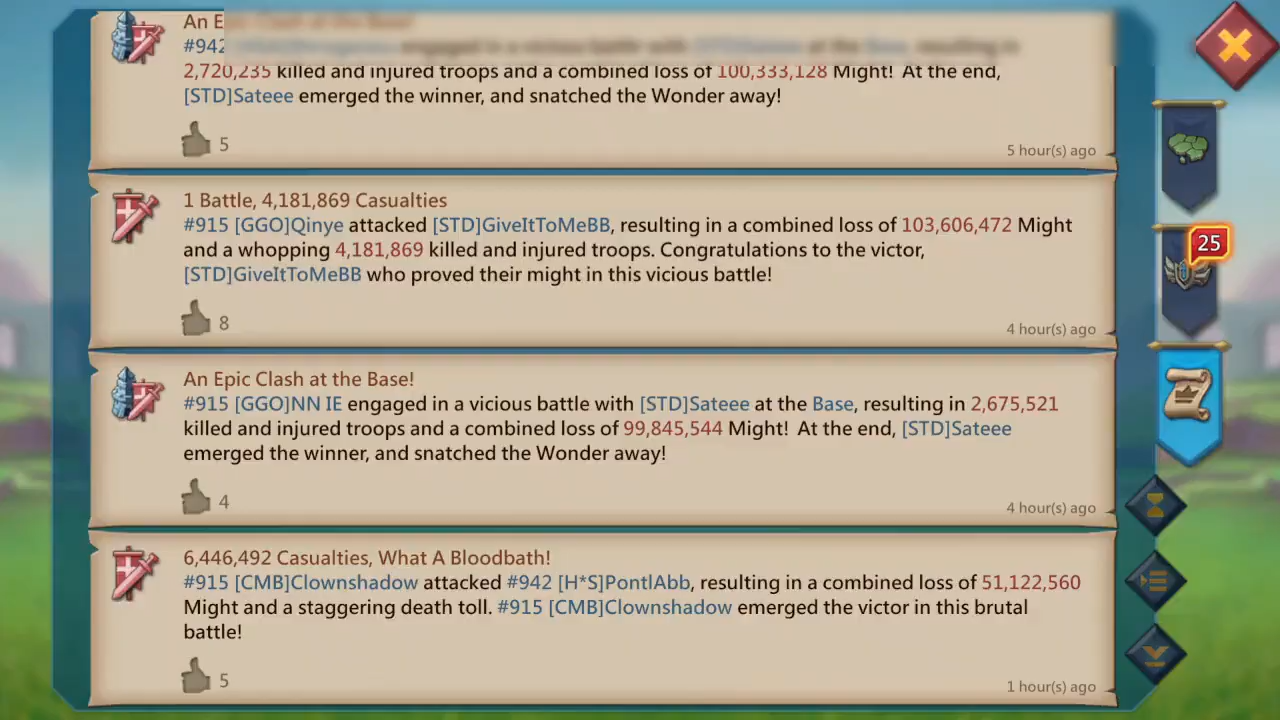 An E
#942
2,720,235 killed and injured troops and a combined loss of 100,333,128 Might! At the end,
[STD]Sateee emerged the winner, and snatched the Wonder away!
5
5 hour(s) ago
1 Battle, 4,181,869 Casualties
#915 [GGO]Qinye attacked [STD]GiveItToMeBB, resulting in a combined loss of 103,606,472 Might
and a whopping 4,181,869 killed and injured troops. Congratulations to the victor,
[STD]GiveItToMeBB who proved their might in this vicious battle!
8
4 hour(s) ago
25
An Epic Clash at the Base!
#915 [GGO]NN IE engaged in a vicious battle with [STD]Sateee at the Base, resulting in 2,675,521
killed and injured troops and a combined loss of 99,845,544 Might! At the end, [STD]Sateee
emerged the winner, and snatched the Wonder away!
4
4 hour(s) ago
6,446,492 Casualties, What A Bloodbath!
#915 [CMB]Clownshadow attacked #942 [H*S]PontlAbb, resulting in a combined loss of 51,122,560
Might and a staggering death toll. #915 [CMB]Clownshadow emerged the victor in this brutal
battle!
5
1 hour(s) ago